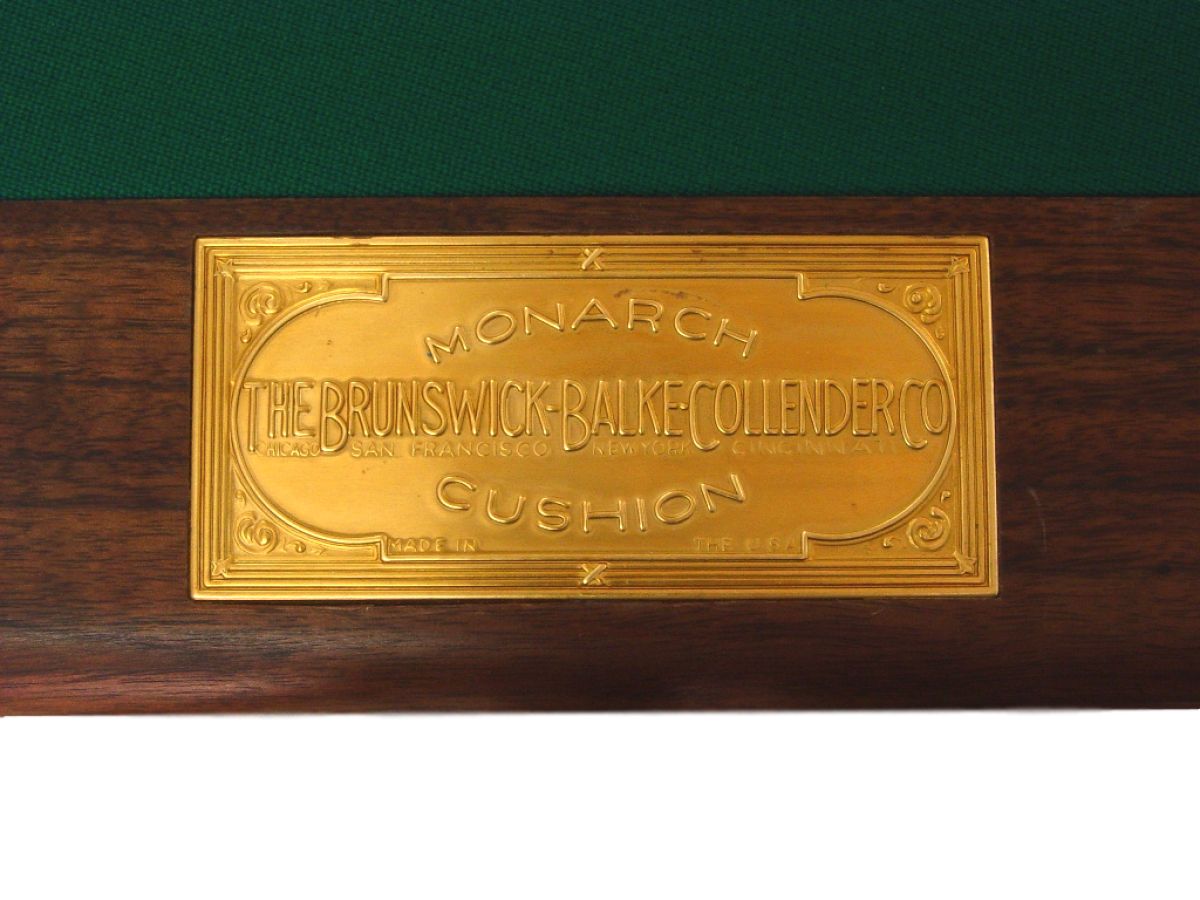 MONARCH
THE BRUNSWICK-BALKE-COLLENDER CO
CHICAGO SAN FRANCISCO NEW YORK CINCINNATI
CUSHION
MADE IN THE U.S.A.